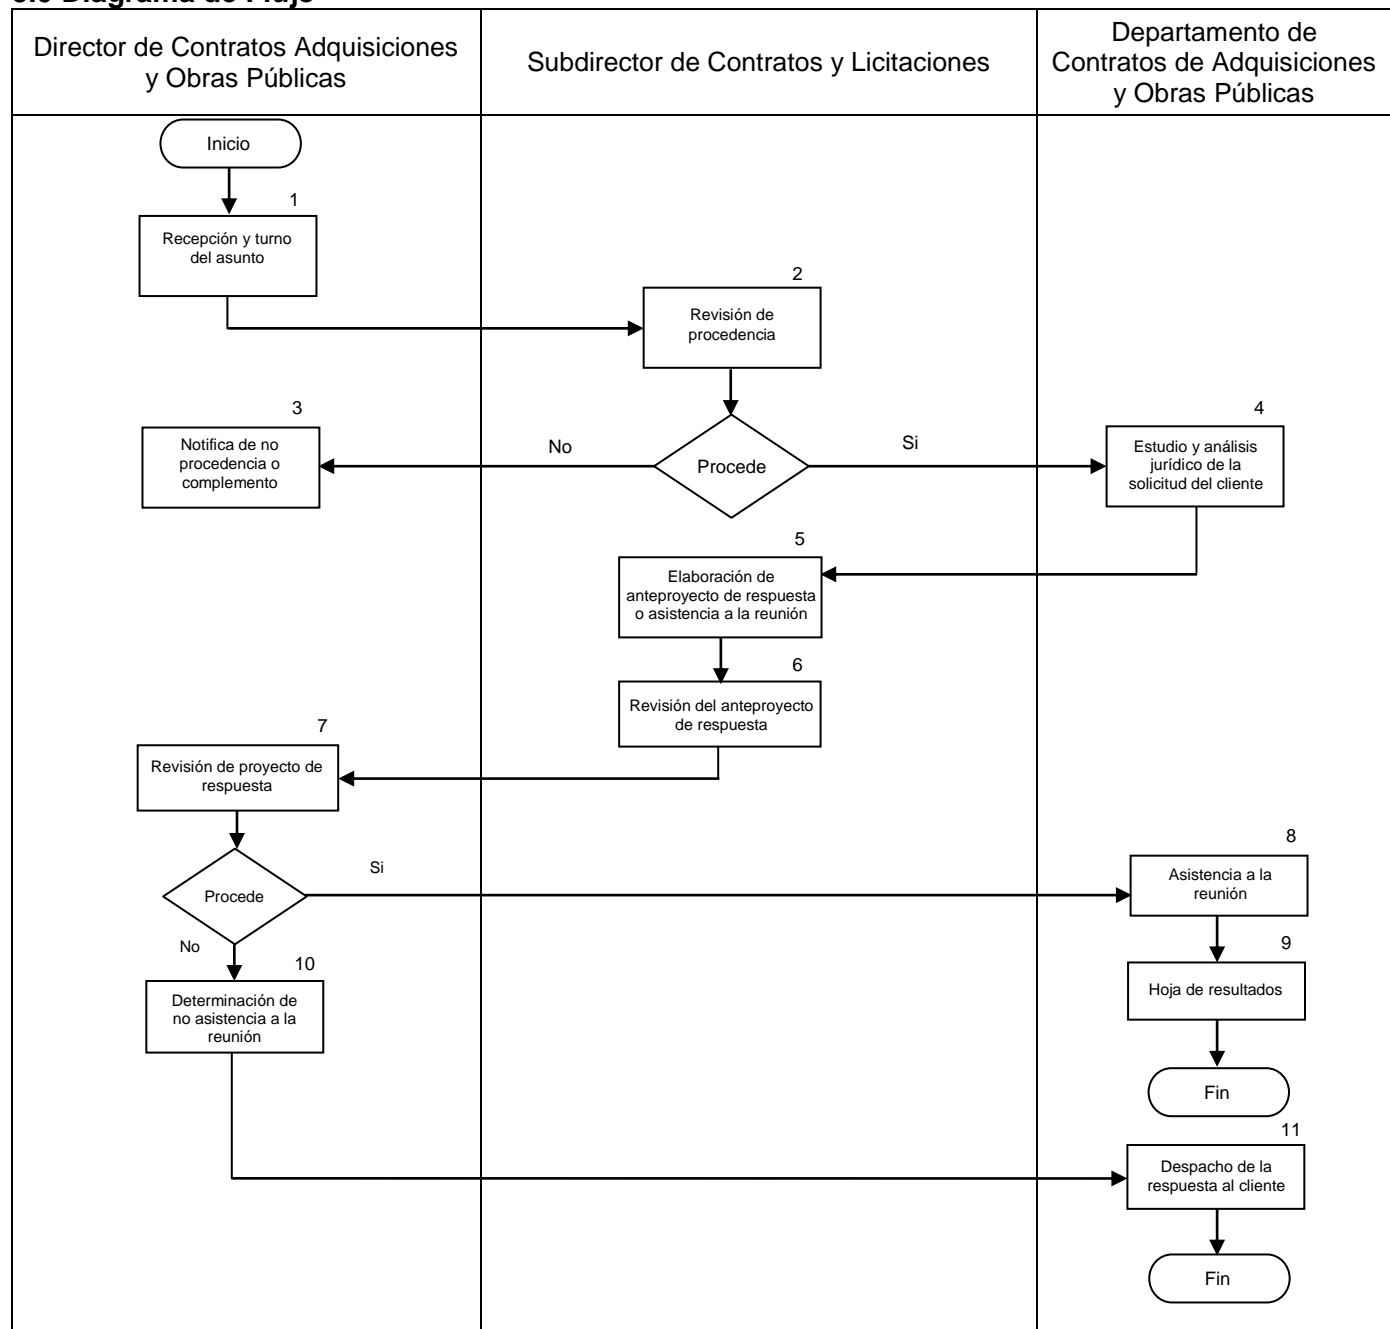 Director de Contratos Adquisiciones
y Obras Públicas
Subdirector de Contratos y Licitaciones
Departamento de
Contratos de Adquisiciones
y Obras Públicas
Inicio
1
Recepción y turno
del asunto
2
Revisión de
procedencia
3
Notifica de no
procedencia o
complemento
No
Procede
Si
4
Estudio y análisis
jurídico de la
solicitud del cliente
5
Elaboración de
anteproyecto de respuesta
o asistencia a la reunión
6
Revisión del anteproyecto
de respuesta
7
Revisión de proyecto de
respuesta
Procede
Si
No
8
Asistencia a la
reunión
9
Hoja de resultados
Fin
10
Determinación de
no asistencia a la
reunión
11
Despacho de la
respuesta al cliente
Fin